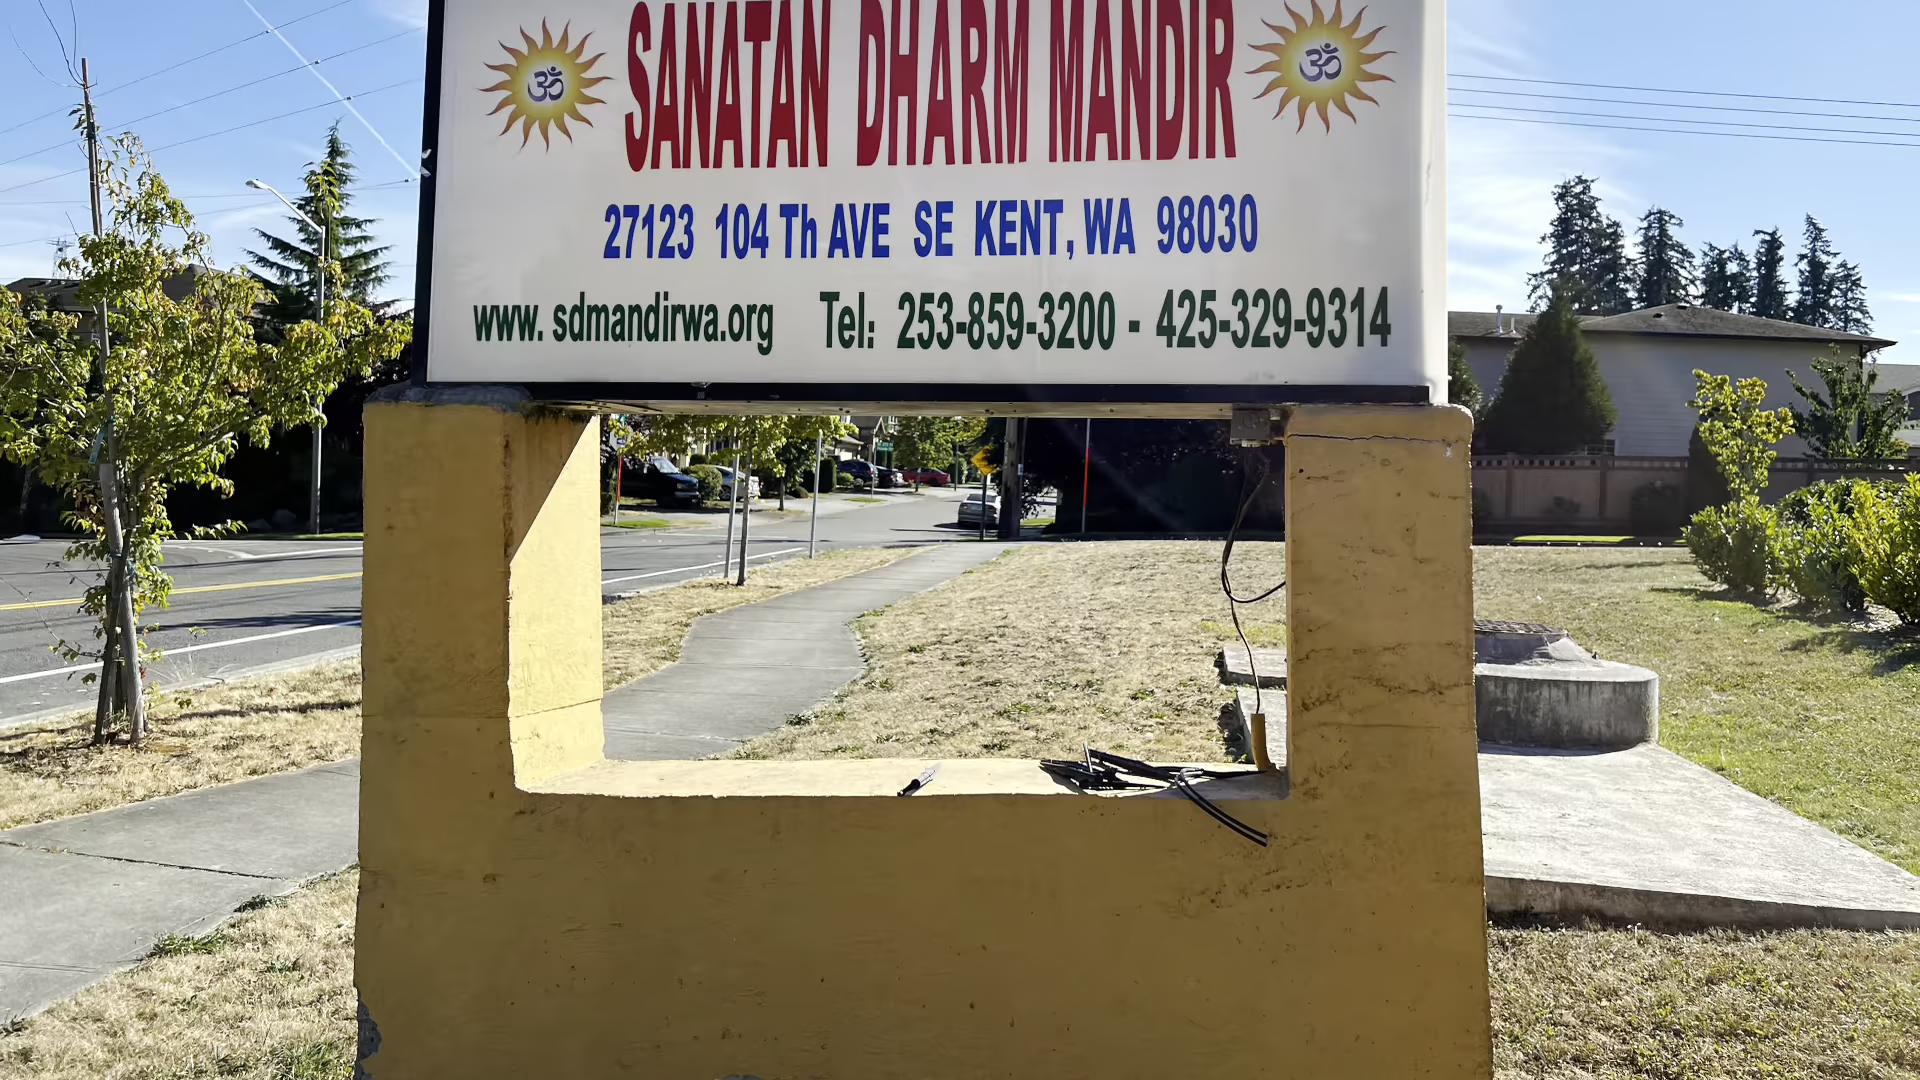 ॐ SANATAN DHARM MANDIR ॐ
27123 104 Th AVE SE KENT, WA 98030
www. sdmandirwa.org Tel: 253-859-3200 - 425-329-9314